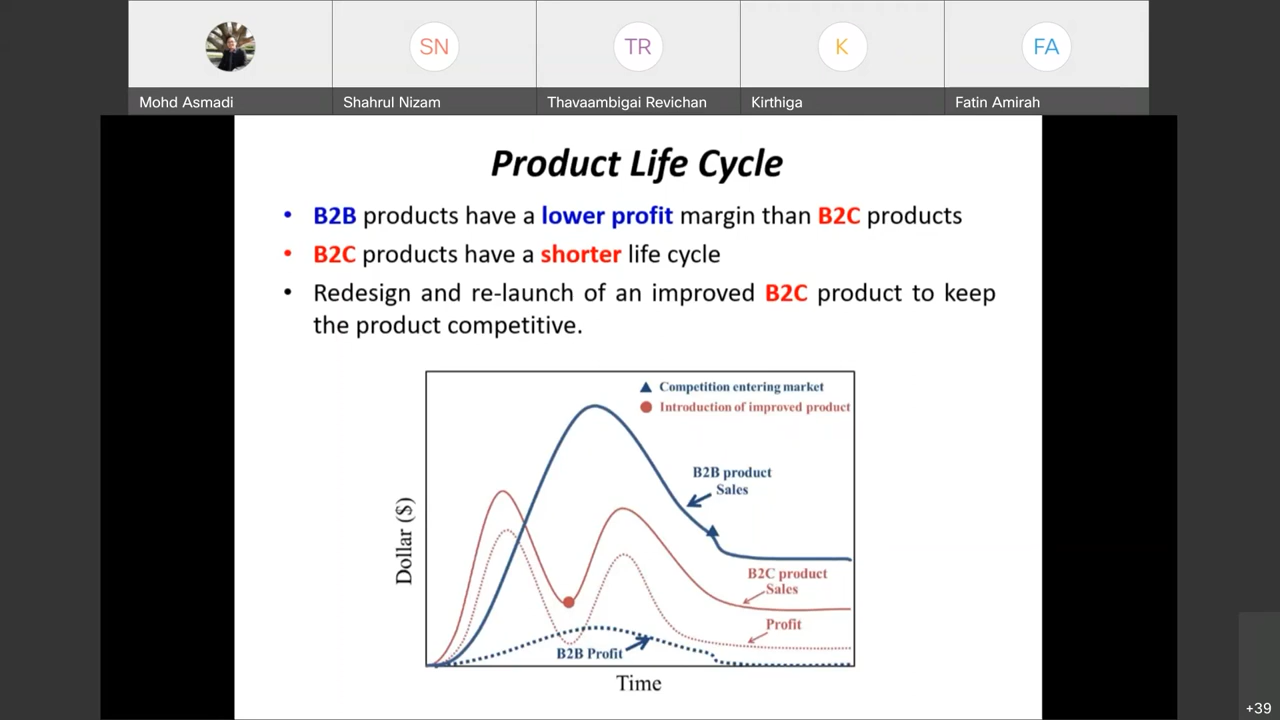 SN
TR
K
FA
Mohd Asmadi
Shahrul Nizam
Thavaambigai Revichan
Kirthiga
Fatin Amirah
Product Life Cycle
• B2B products have a lower profit margin than B2C products
• B2C products have a shorter life cycle
• Redesign and re-launch of an improved B2C product to keep
the product competitive.
Competition entering market
Introduction of improved product
B2B product
Sales
Dollar ($)
B2C product
Sales
Profit
B2B Profit
Time
+39